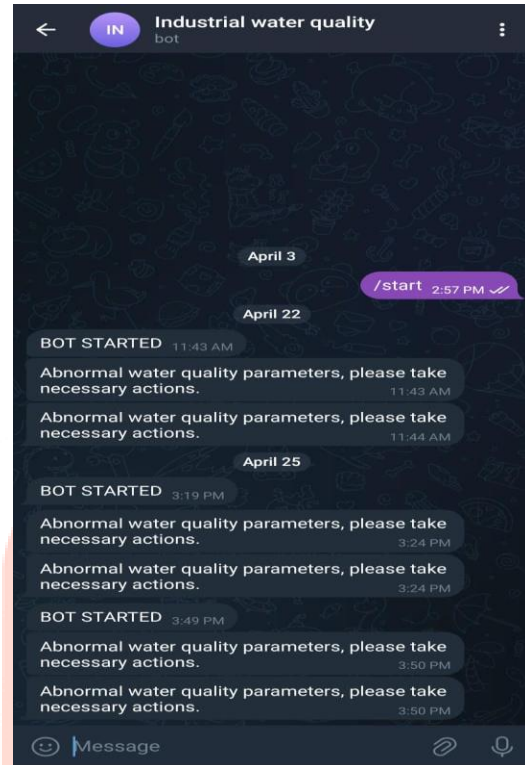 IN
Industrial water quality
bot
April 3
/start 2:57 PM
April 22
BOT STARTED 11:43 AM
Abnormal water quality parameters, please take
necessary actions. 11:43 AM
Abnormal water quality parameters, please take
necessary actions. 11:44 AM
April 25
BOT STARTED 3:19 PM
Abnormal water quality parameters, please take
necessary actions. 3:24 PM
Abnormal water quality parameters, please take
necessary actions. 3:24 PM
BOT STARTED 3:49 PM
Abnormal water quality parameters, please take
necessary actions. 3:50 PM
Abnormal water quality parameters, please take
necessary actions. 3:50 PM
Message